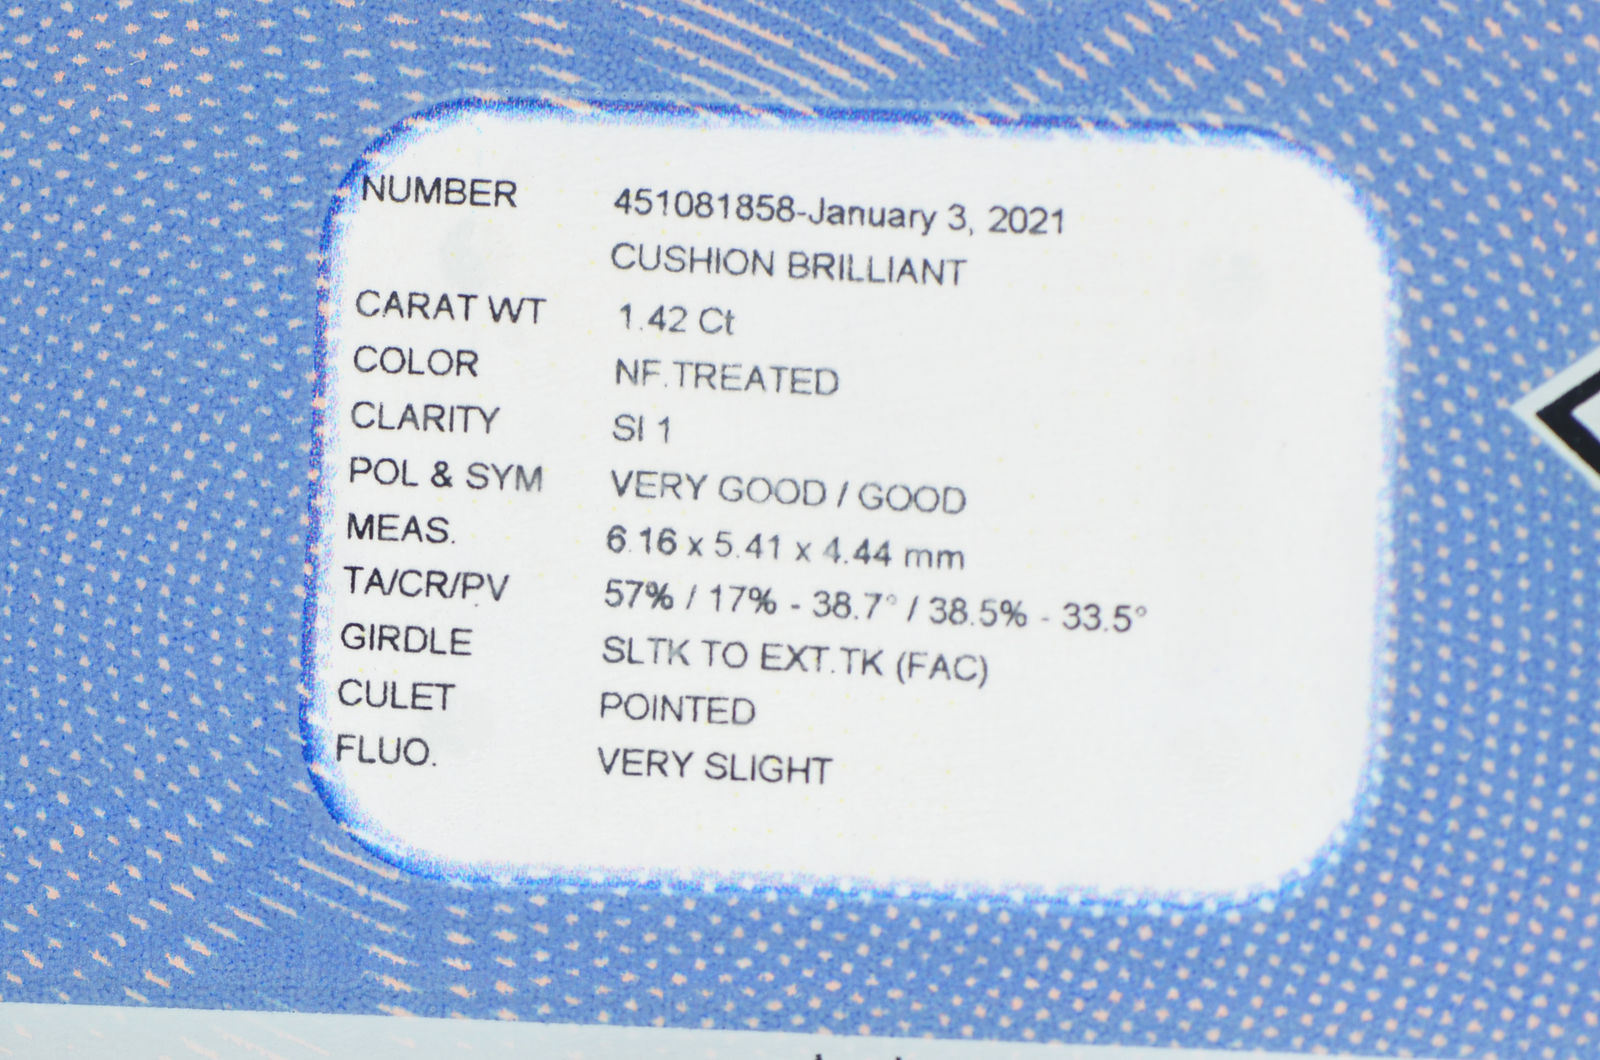 NUMBER 451081858-January 3, 2021
CUSHION BRILLIANT
CARAT WT 1.42 Ct
COLOR NF.TREATED
CLARITY SI 1
POL & SYM VERY GOOD / GOOD
MEAS. 6.16 x 5.41 x 4.44 mm
TA/CR/PV 57% / 17% - 38.7° / 38.5% - 33.5°
GIRDLE SLTK TO EXT.TK (FAC)
CULET POINTED
FLUO. VERY SLIGHT